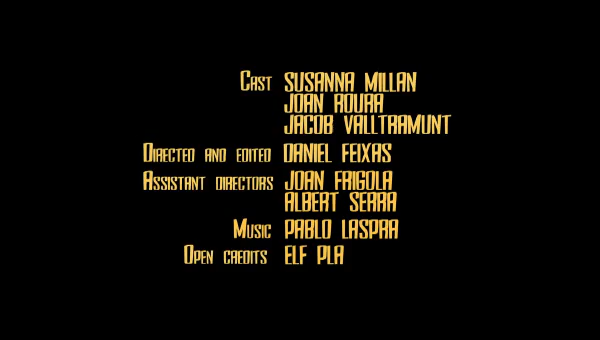 Cast SUSANNA MILLAN
JOAN ROURA
JACOB VALLTRAMUNT
Directed and edited DANIEL FEIXAS
Assistant directors JOAN FRIGOLA
ALBERT SERRA
Music PABLO LASPRA
Open credits ELF PLA